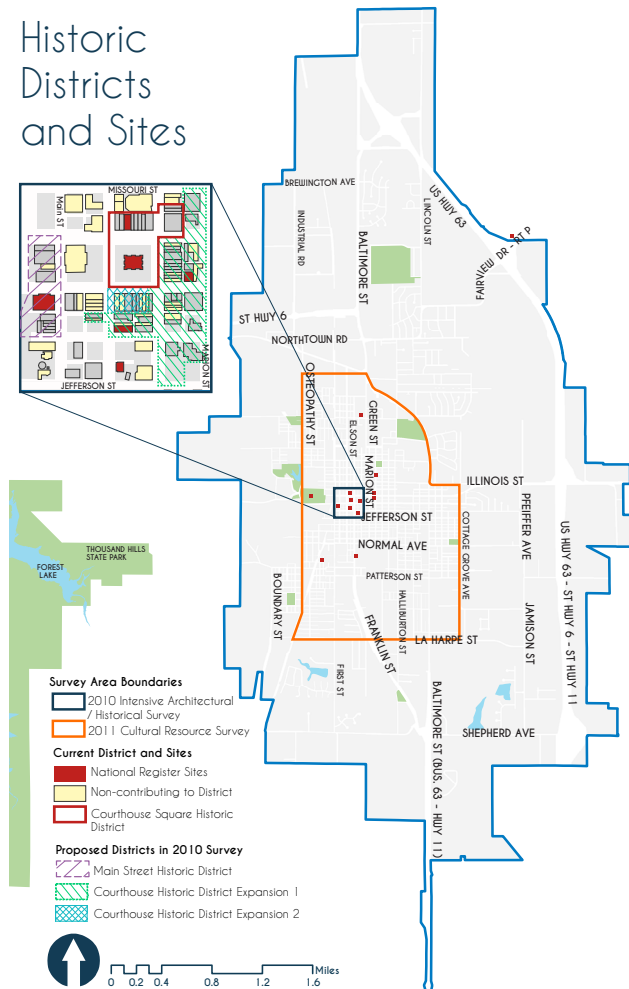 Historic
Districts
and Sites
MISSOURI ST
Main ST
MARION ST
JEFFERSON ST
BREWINGTON AVE
US HWY 63
LINCOLN ST
INDUSTRIAL RD
BALTIMORE ST
FAIRVIEW DR - RT P
ST HWY 6
NORTHTOWN RD
OSTEOPATHY ST
GREEN ST
ELSON ST
MARION ST
ILLINOIS ST
JEFFERSON ST
PFEIFFER AVE
COTTAGE GROVE AVE
NORMAL AVE
US HWY 63 - ST HWY 6 - ST HWY 11
THOUSAND HILLS
STATE PARK
FOREST
LAKE
PATTERSON ST
BOUNDARY ST
HALLIBURTON ST
JAMISON ST
FRANKLIN ST
LA HARPE ST
FIRST ST
BALTIMORE ST (BUS. 63 - HWY 11)
SHEPHERD AVE
Survey Area Boundaries
2010 Intensive Architectural
/ Historical Survey
2011 Cultural Resource Survey
Current District and Sites
National Register Sites
Non-contributing to District
Courthouse Square Historic
District
Proposed Districts in 2010 Survey
Main Street Historic District
Courthouse Historic District Expansion 1
Courthouse Historic District Expansion 2
Miles
0 0.2 0.4 0.8 1.2 1.6